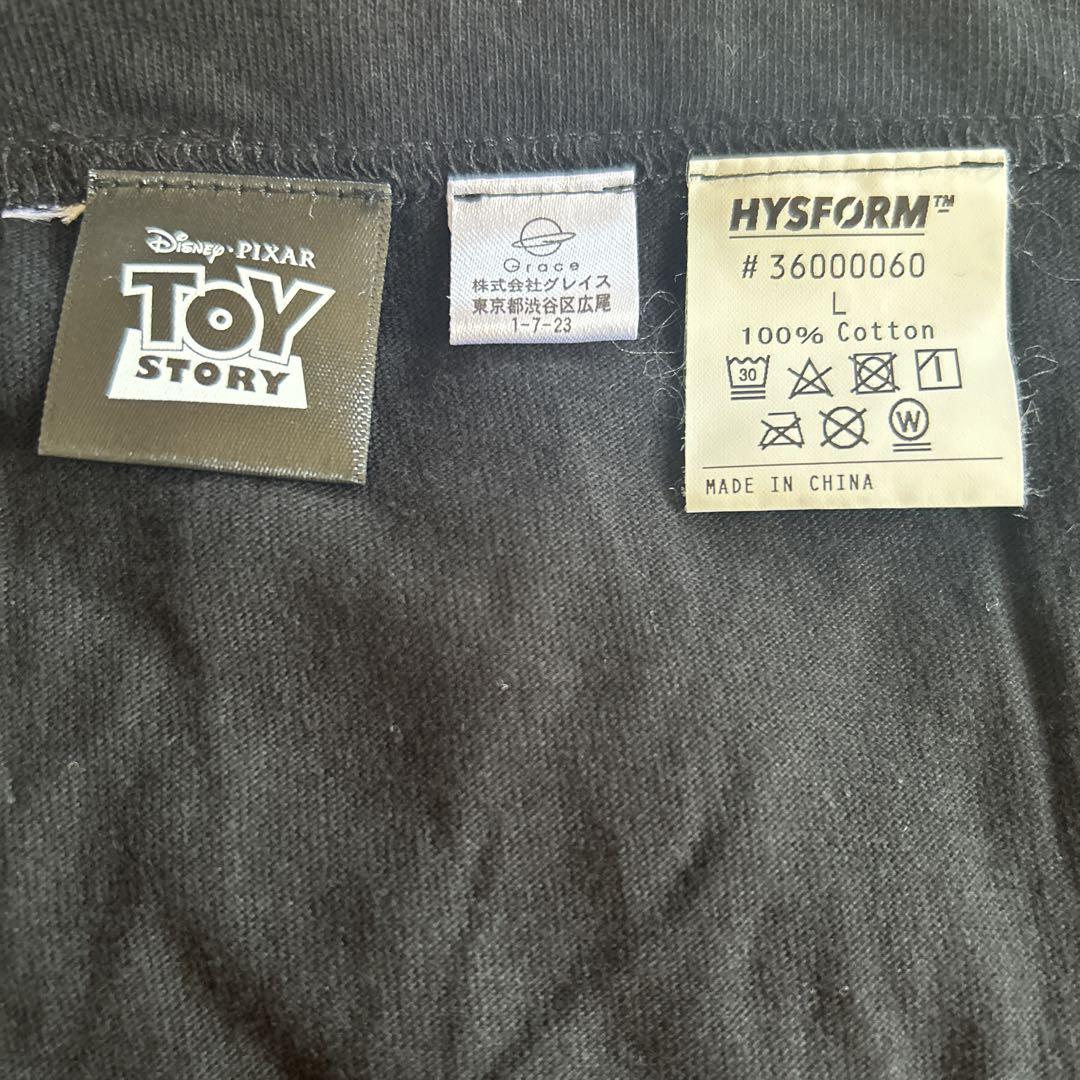 Disney・PIXAR
TOY
STORY
Grace
株式会社グレイス
東京都渋谷区広尾
1-7-23
HYSFORM™
# 36000060
L
100% Cotton
30
W
MADE IN CHINA